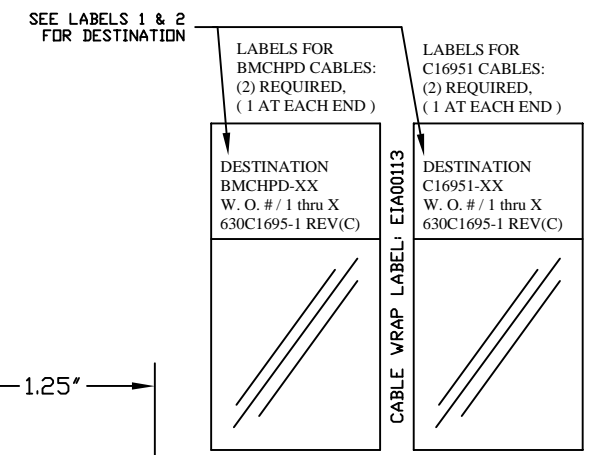 SEE LABELS 1 & 2
FOR DESTINATION
LABELS FOR
BMCHPD CABLES:
(2) REQUIRED,
( 1 AT EACH END )
LABELS FOR
C16951 CABLES:
(2) REQUIRED,
( 1 AT EACH END )
DESTINATION
BMCHPD-XX
W. O. # / 1 thru X
630C1695-1 REV(C)
CABLE WRAP LABEL: EIA00113
DESTINATION
C16951-XX
W. O. # / 1 thru X
630C1695-1 REV(C)
1.25"